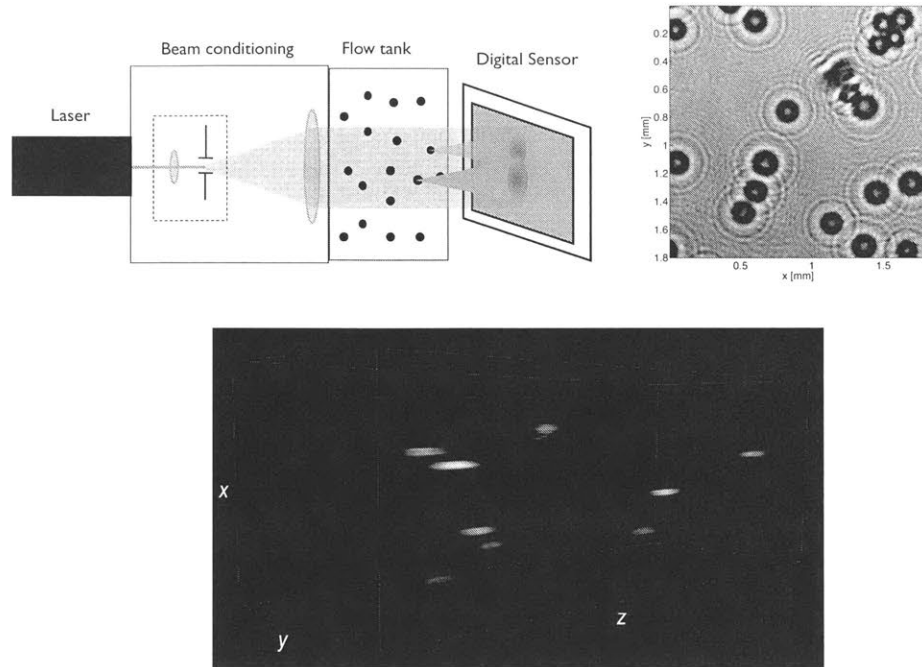 Beam conditioning
Flow tank
Digital Sensor
Laser
0.2
0.4
0.6
0.8
1
1.2
1.4
1.6
1.8
y [mm]
0.5
1
1.5
x [mm]
x
y
z